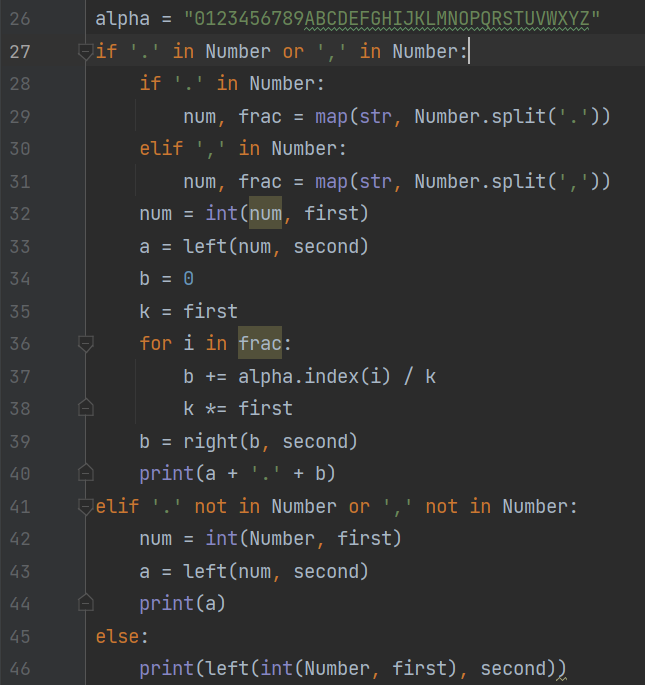 26 alpha = "0123456789ABCDEFGHIJKLMNOPQRSTUVWXYZ"
27 if '.' in Number or ',' in Number:
28     if '.' in Number:
29         num, frac = map(str, Number.split('.'))
30     elif ',' in Number:
31         num, frac = map(str, Number.split(','))
32     num = int(num, first)
33     a = left(num, second)
34     b = 0
35     k = first
36     for i in frac:
37         b += alpha.index(i) / k
38         k *= first
39     b = right(b, second)
40     print(a + '.' + b)
41 elif '.' not in Number or ',' not in Number:
42     num = int(Number, first)
43     a = left(num, second)
44     print(a)
45 else:
46     print(left(int(Number, first), second))